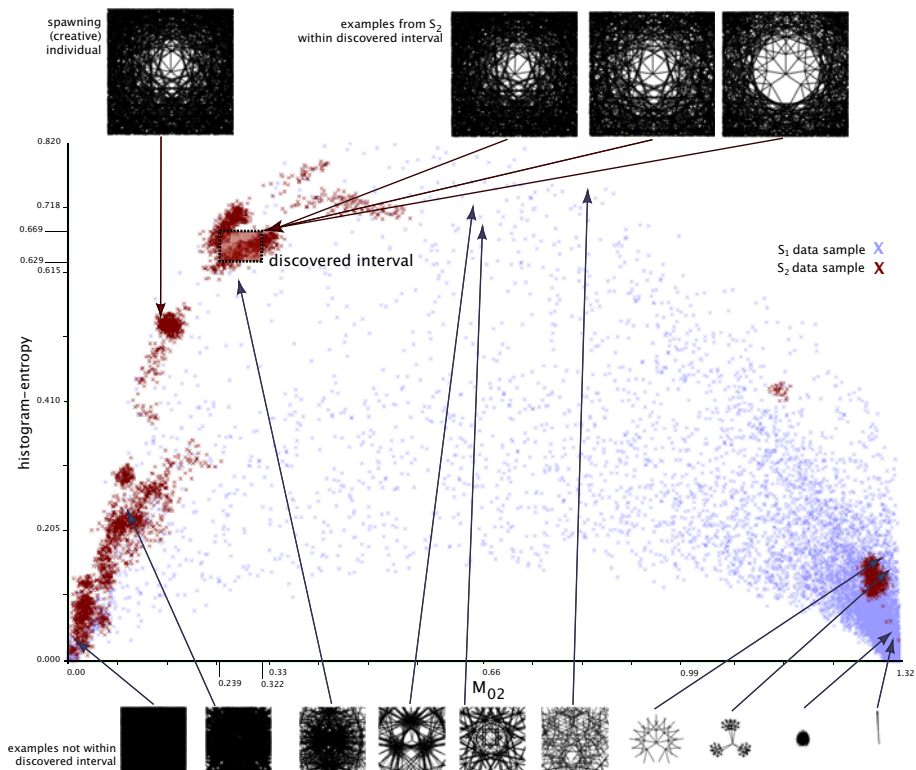 spawning
(creative)
individual
examples from S₂
within discovered interval
0.820
0.718
0.669
0.629
0.615
0.410
0.205
0.000
histogram-entropy
discovered interval
S₁ data sample X
S₂ data sample X
0.00
0.239
0.322
0.33
0.66
0.99
1.32
M₀₂
examples not within
discovered interval